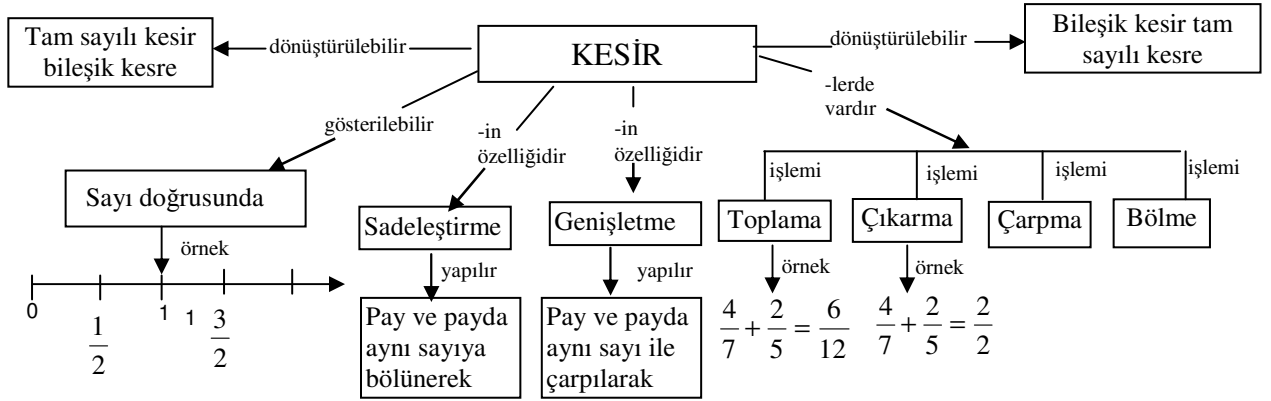 Tam sayılı kesir
bileşik kesre
dönüştürülebilir
KESİR
dönüştürülebilir
Bileşik kesir tam
sayılı kesre
gösterilebilir
-in
özelliğidir
-in
özelliğidir
-lerde
vardır
Sayı doğrusunda
örnek
0
1/2
1
1
3/2
Sadeleştirme
yapılır
Pay ve payda
aynı sayıya
bölünerek
Genişletme
yapılır
Pay ve payda
aynı sayı ile
çarpılarak
işlemi
işlemi
işlemi
işlemi
Toplama
Çıkarma
Çarpma
Bölme
örnek
örnek
4/7 + 2/5 = 6/12
4/7 + 2/5 = 2/2